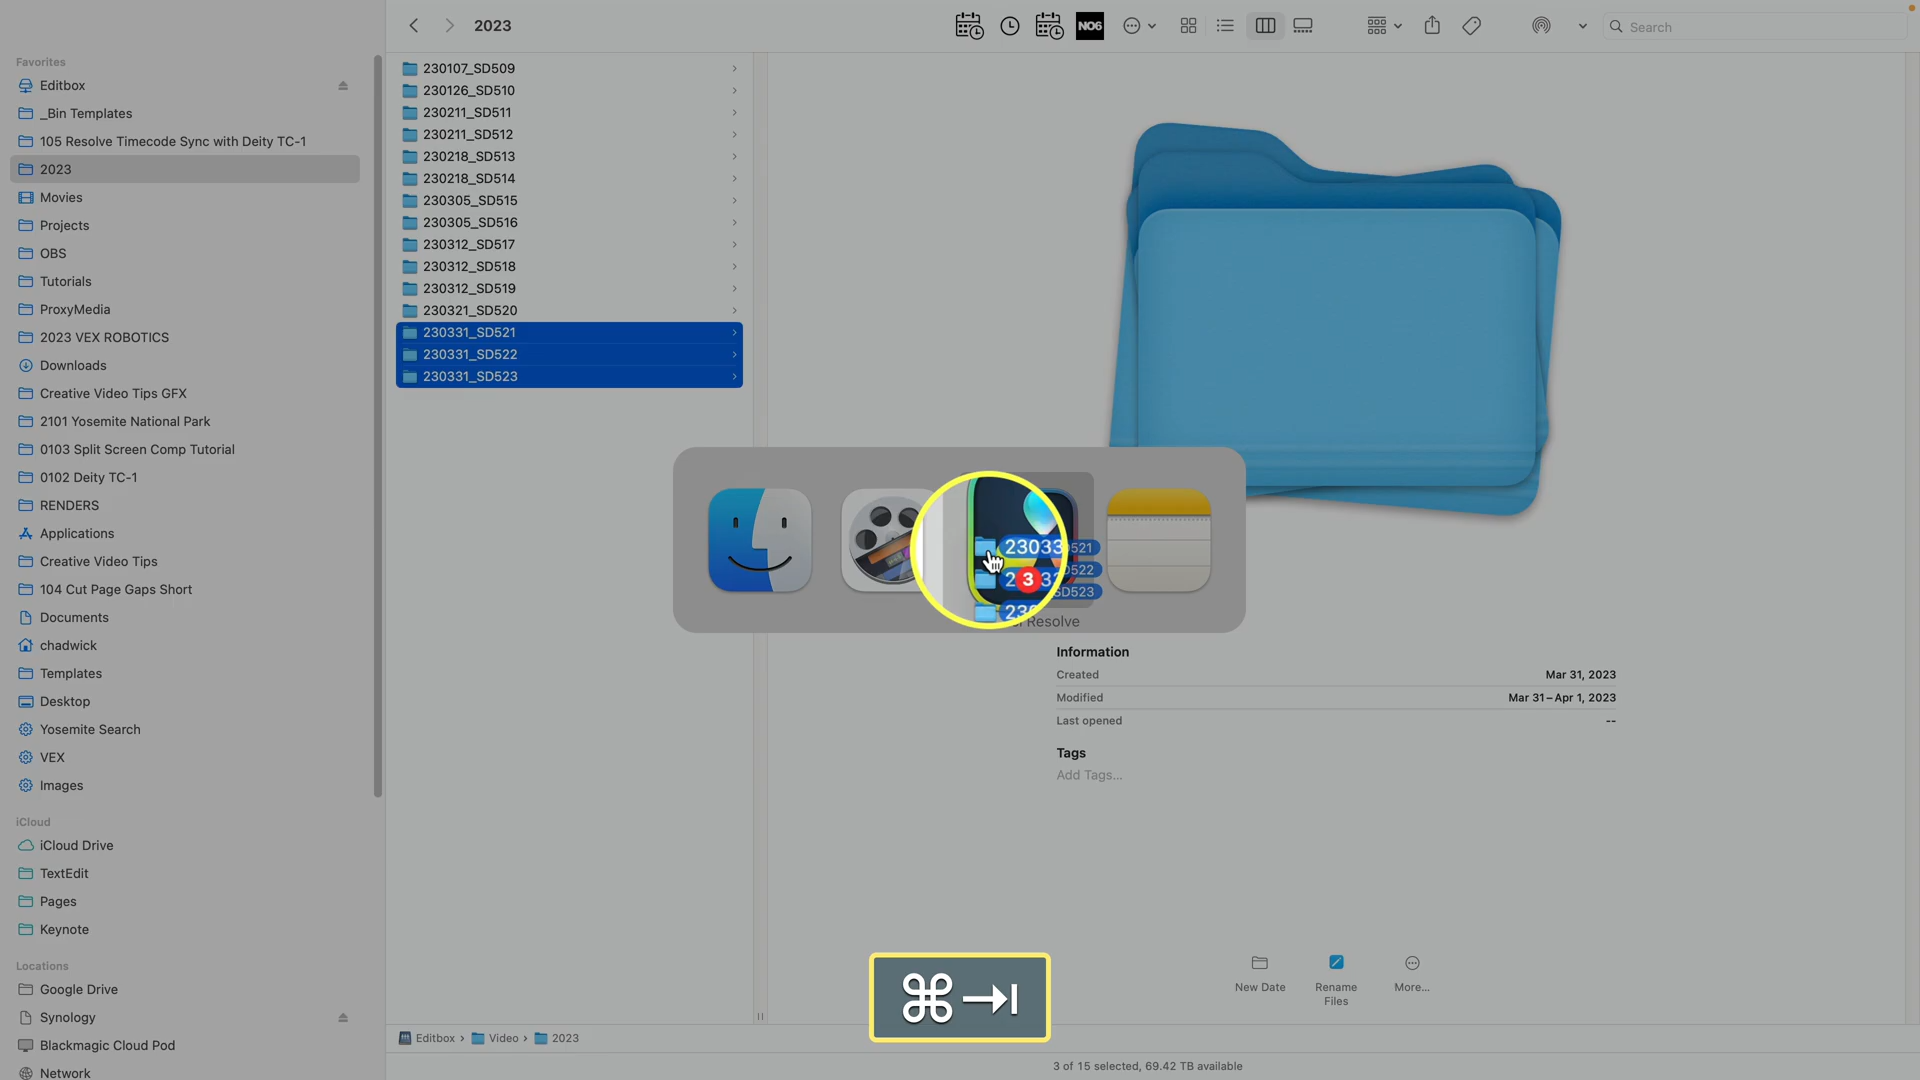 2023
NO6
Search
Favorites
Editbox
_Bin Templates
105 Resolve Timecode Sync with Deity TC-1
2023
Movies
Projects
OBS
Tutorials
ProxyMedia
2023 VEX ROBOTICS
Downloads
Creative Video Tips GFX
2101 Yosemite National Park
0103 Split Screen Comp Tutorial
0102 Deity TC-1
RENDERS
Applications
Creative Video Tips
104 Cut Page Gaps Short
Documents
chadwick
Templates
Desktop
Yosemite Search
VEX
Images
iCloud
iCloud Drive
TextEdit
Pages
Keynote
Locations
Google Drive
Synology
Blackmagic Cloud Pod
Network
230107_SD509
230126_SD510
230211_SD511
230211_SD512
230218_SD513
230218_SD514
230305_SD515
230305_SD516
230312_SD517
230312_SD518
230312_SD519
230321_SD520
230331_SD521
230331_SD522
230331_SD523
23033 521
3 522
SD523
Resolve
Information
Created Mar 31, 2023
Modified Mar 31 – Apr 1, 2023
Last opened --
Tags
Add Tags...
New Date
Rename
Files
More...
⌘⇥
Editbox › Video › 2023
3 of 15 selected, 69.42 TB available